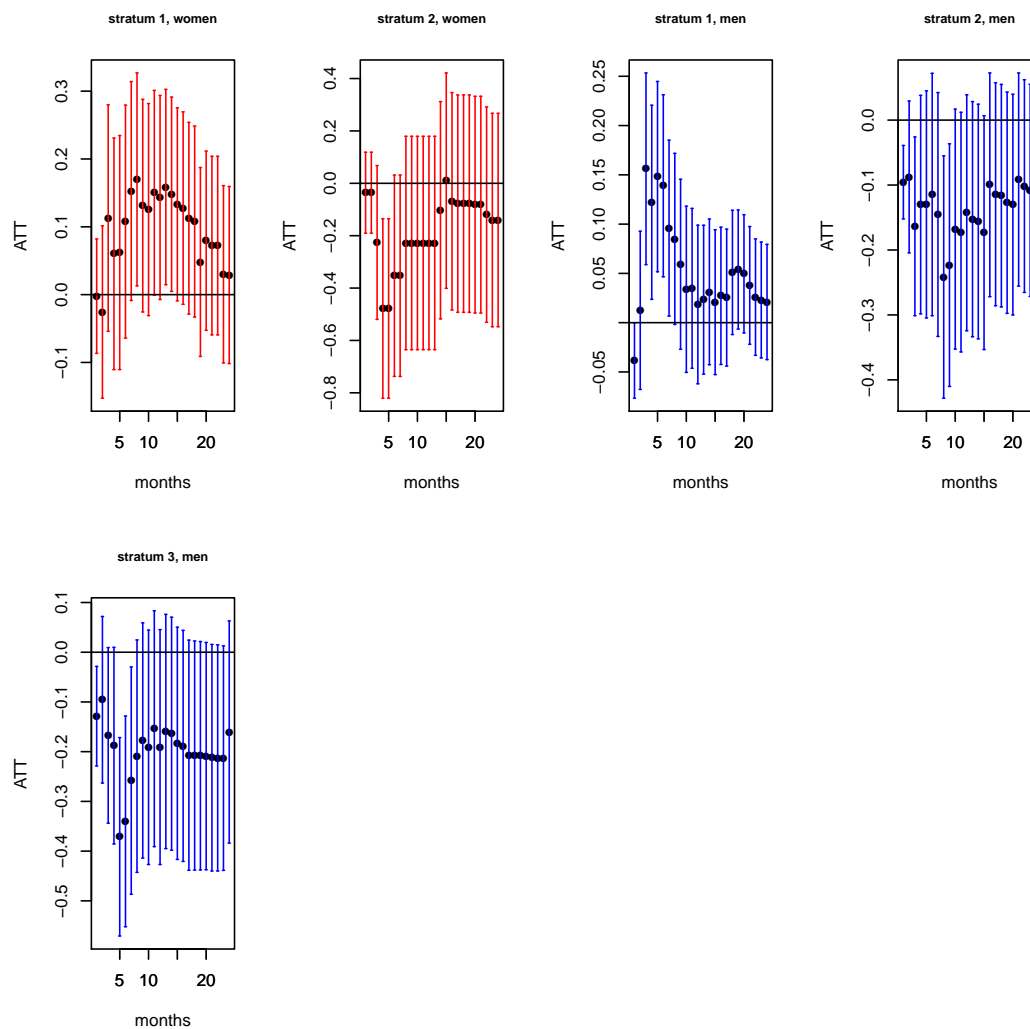 stratum 1, women
ATT
0.3
0.2
0.1
0.0
−0.1
5 10 20
months
stratum 2, women
ATT
0.4
0.2
0.0
−0.2
−0.4
−0.6
−0.8
5 10 20
months
stratum 1, men
ATT
0.25
0.20
0.15
0.10
0.05
−0.05
5 10 20
months
stratum 2, men
ATT
0.0
−0.1
−0.2
−0.3
−0.4
5 10 20
months
stratum 3, men
ATT
0.1
0.0
−0.1
−0.2
−0.3
−0.4
−0.5
5 10 20
months